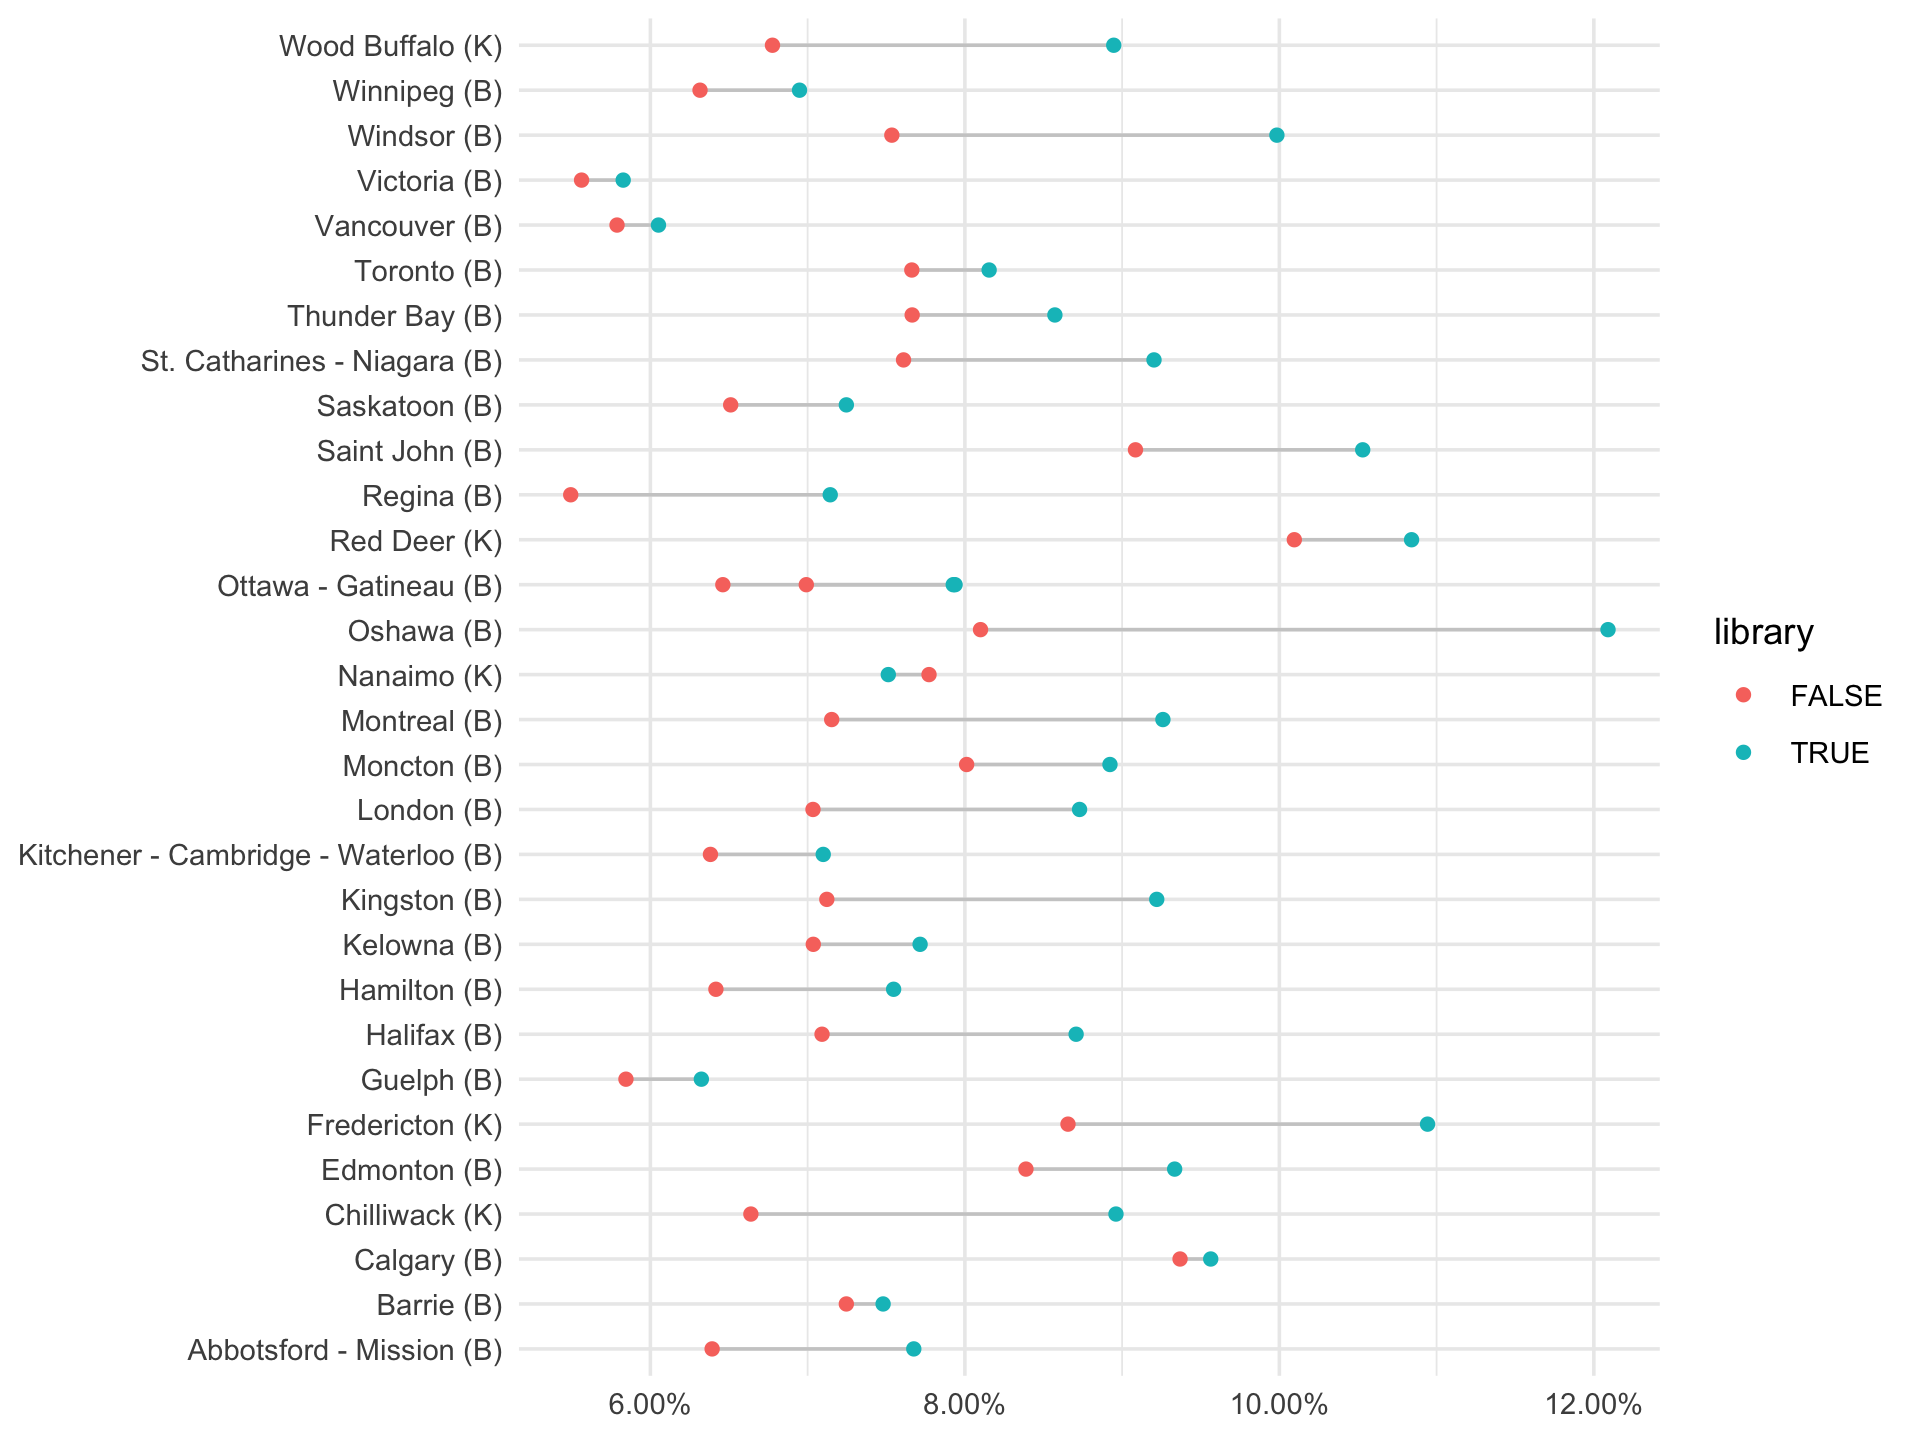 Wood Buffalo (K)
Winnipeg (B)
Windsor (B)
Victoria (B)
Vancouver (B)
Toronto (B)
Thunder Bay (B)
St. Catharines - Niagara (B)
Saskatoon (B)
Saint John (B)
Regina (B)
Red Deer (K)
Ottawa - Gatineau (B)
Oshawa (B)
Nanaimo (K)
Montreal (B)
Moncton (B)
London (B)
Kitchener - Cambridge - Waterloo (B)
Kingston (B)
Kelowna (B)
Hamilton (B)
Halifax (B)
Guelph (B)
Fredericton (K)
Edmonton (B)
Chilliwack (K)
Calgary (B)
Barrie (B)
Abbotsford - Mission (B)
6.00% 8.00% 10.00% 12.00%
library
FALSE
TRUE